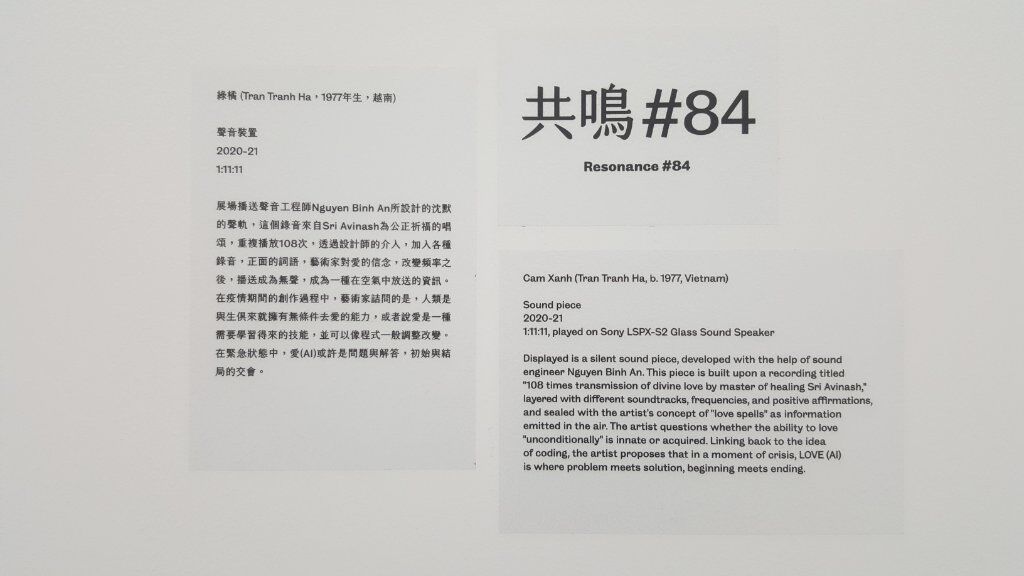 共鳴#84
Resonance #84
綠橘 (Tran Tranh Ha，1977年生，越南)
聲音裝置
2020-21
1:11:11
展場播送聲音工程師Nguyen Binh An所設計的沈默
的聲軌，這個錄音來自Sri Avinash為公正祈福的唱
頌，重複播放108次，透過設計師的介入，加入各種
錄音，正面的詞語，藝術家對愛的信念，改變頻率之
後，播送成為無聲，成為一種在空氣中放送的資訊。
在疫情期間的創作過程中，藝術家詰問的是，人類是
與生俱來就擁有無條件去愛的能力，或者說愛是一種
需要學習得來的技能，並可以像程式一般調整改變。
在緊急狀態中，愛(AI)或許是問題與解答，初始與結
局的交會。
Cam Xanh (Tran Tranh Ha, b. 1977, Vietnam)
Sound piece
2020-21
1:11:11, played on Sony LSPX-S2 Glass Sound Speaker
Displayed is a silent sound piece, developed with the help of sound
engineer Nguyen Binh An. This piece is built upon a recording titled
"108 times transmission of divine love by master of healing Sri Avinash,"
layered with different soundtracks, frequencies, and positive affirmations,
and sealed with the artist's concept of "love spells" as information
emitted in the air. The artist questions whether the ability to love
"unconditionally" is innate or acquired. Linking back to the idea
of coding, the artist proposes that in a moment of crisis, LOVE (AI)
is where problem meets solution, beginning meets ending.